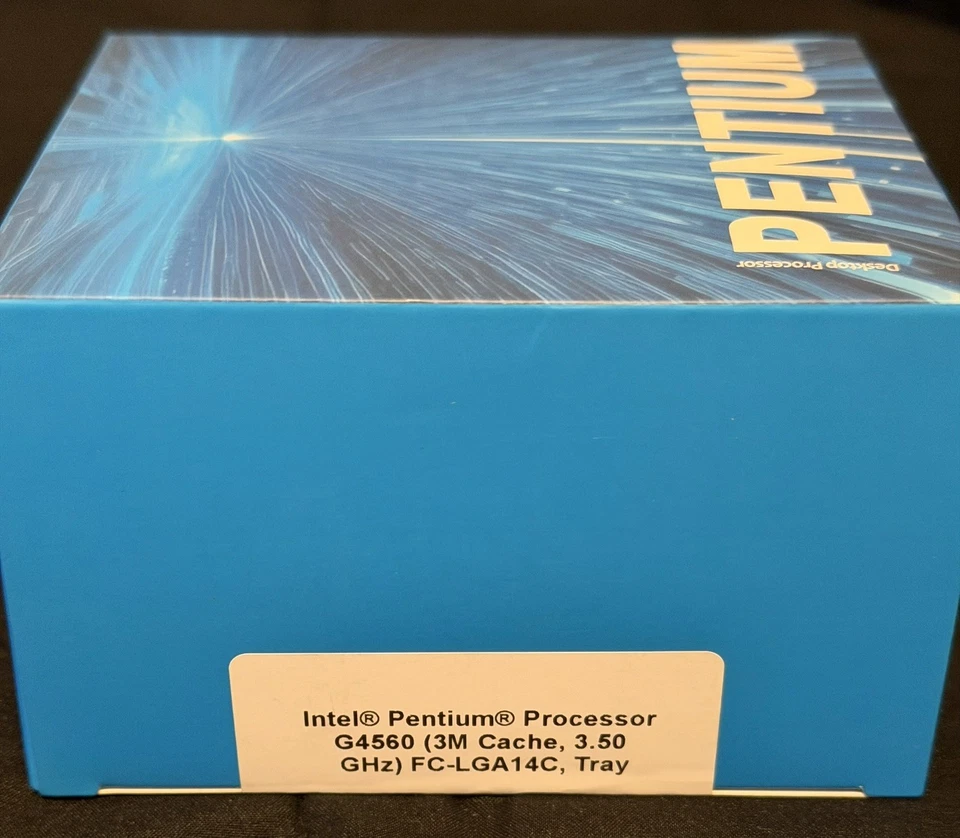 PENTIUM
Desktop Processor
Intel® Pentium® Processor
G4560 (3M Cache, 3.50
GHz) FC-LGA14C, Tray